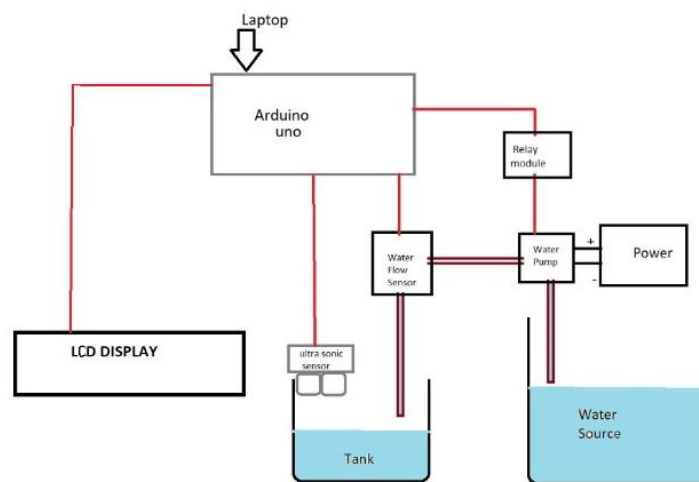 Laptop
Arduino
uno
Relay
module
Water
Flow
Sensor
Water
Pump
+
-
Power
LCD DISPLAY
ultra sonic
sensor
Tank
Water
Source